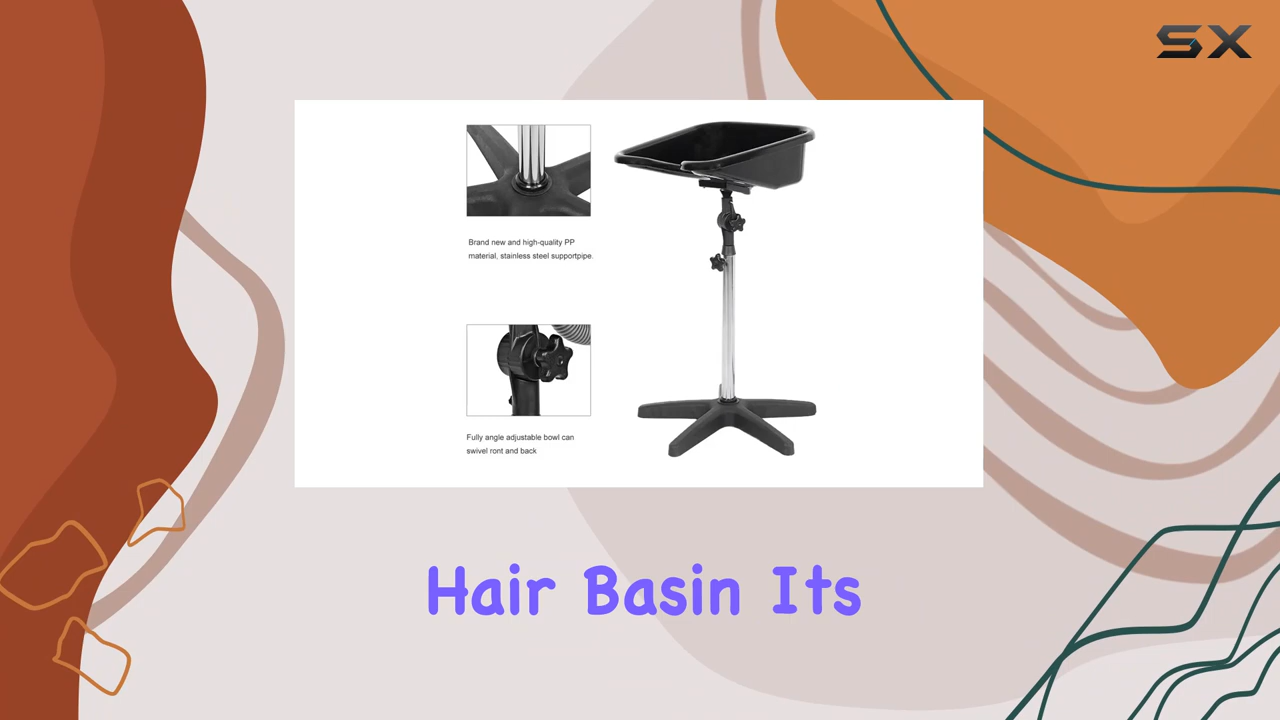 SX
Brand new and high-quality PP
material, stainless steel supportpipe.
Fully angle adjustable bowl can
swivel ront and back
Hair Basin Its